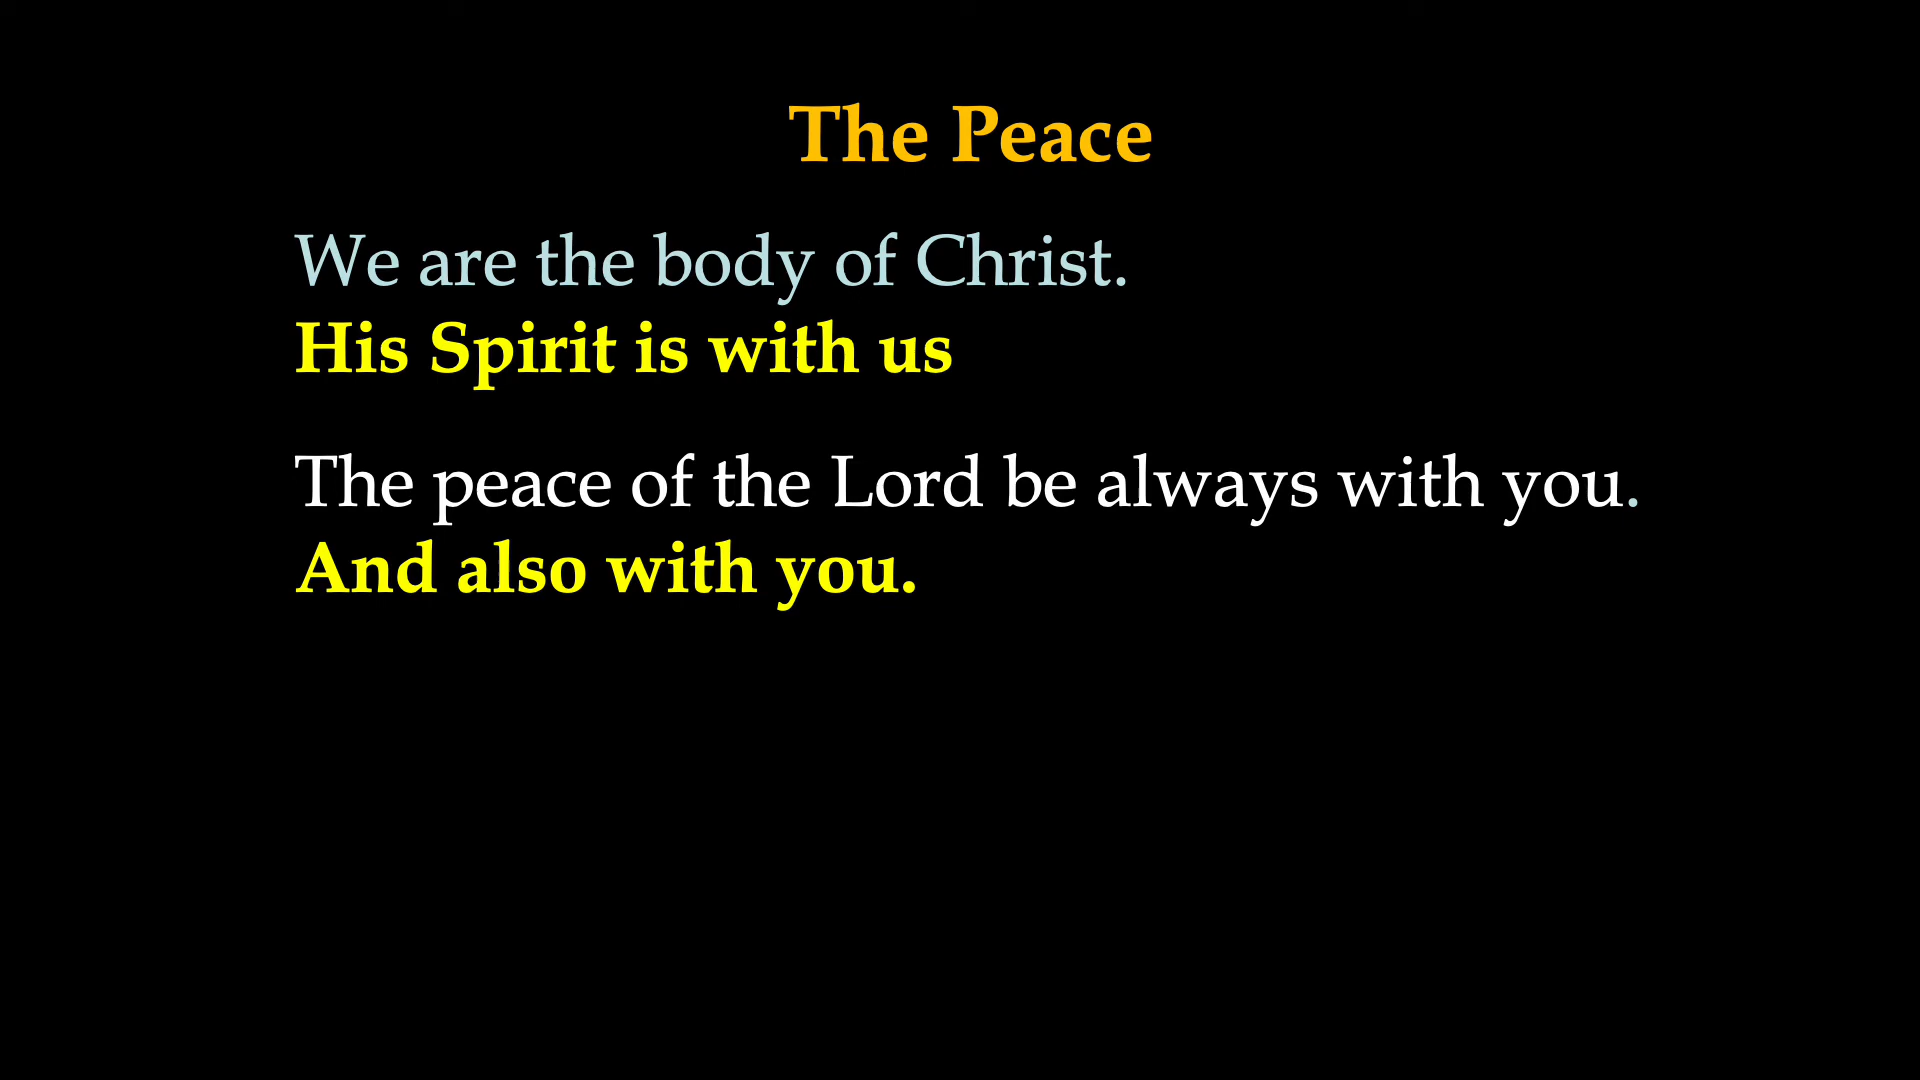 The Peace
We are the body of Christ.
His Spirit is with us
The peace of the Lord be always with you.
And also with you.